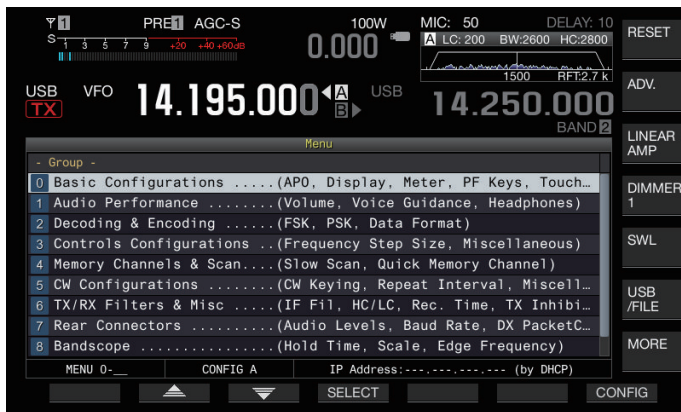 1 PRE1 AGC-S 100W MIC: 50 DELAY: 10
S 1 3 5 7 9 +20 +40 +60dB 0.000 A LC: 200 BW:2600 HC:2800
1500 RFT:2.7 k
USB VFO 14.195.000 A USB 14.250.000
TX B BAND 2
Menu
- Group -
0 Basic Configurations .....(APO, Display, Meter, PF Keys, Touch…
1 Audio Performance ........(Volume, Voice Guidance, Headphones)
2 Decoding & Encoding ......(FSK, PSK, Data Format)
3 Controls Configurations ..(Frequency Step Size, Miscellaneous)
4 Memory Channels & Scan....(Slow Scan, Quick Memory Channel)
5 CW Configurations ........(CW Keying, Repeat Interval, Miscell…
6 TX/RX Filters & Misc .....(IF Fil, HC/LC, Rec. Time, TX Inhibi…
7 Rear Connectors ..........(Audio Levels, Baud Rate, DX PacketC…
8 Bandscope ................(Hold Time, Scale, Edge Frequency)
MENU 0-__ CONFIG A IP Address:---.---.---.--- (by DHCP)
SELECT CONFIG
RESET
ADV.
LINEAR
AMP
DIMMER
1
SWL
USB
/FILE
MORE